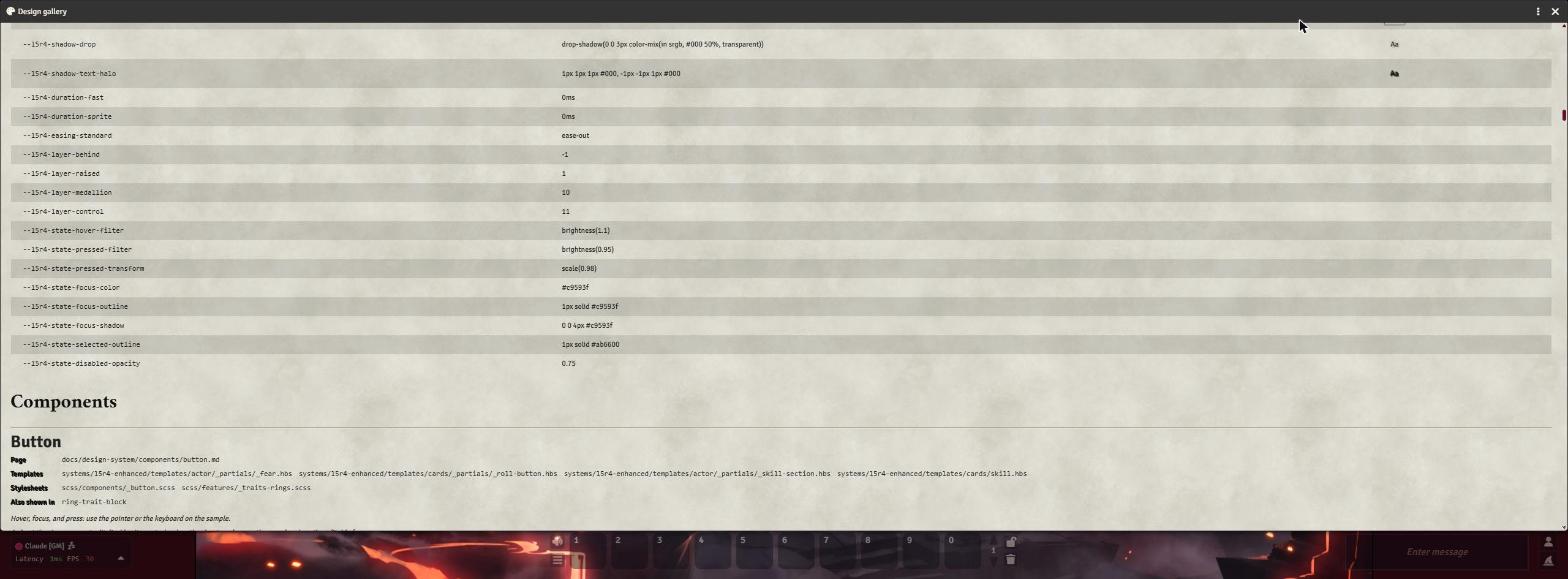 Design gallery
--l5r4-shadow-drop drop-shadow(0 0 3px color-mix(in srgb, #000 50%, transparent)) Aa
--l5r4-shadow-text-halo 1px 1px 1px #000, -1px -1px 1px #000 Aa
--l5r4-duration-fast 0ms
--l5r4-duration-sprite 0ms
--l5r4-easing-standard ease-out
--l5r4-layer-behind -1
--l5r4-layer-raised 1
--l5r4-layer-medallion 10
--l5r4-layer-control 11
--l5r4-state-hover-filter brightness(1.1)
--l5r4-state-pressed-filter brightness(0.95)
--l5r4-state-pressed-transform scale(0.98)
--l5r4-state-focus-color #c9593f
--l5r4-state-focus-outline 1px solid #c9593f
--l5r4-state-focus-shadow 0 0 4px #c9593f
--l5r4-state-selected-outline 1px solid #ab6600
--l5r4-state-disabled-opacity 0.75
Components
Button
Page docs/design-system/components/button.md
Templates systems/l5r4-enhanced/templates/actor/_partials/_fear.hbs systems/l5r4-enhanced/templates/cards/_partials/_roll-button.hbs systems/l5r4-enhanced/templates/actor/_partials/_skill-section.hbs systems/l5r4-enhanced/templates/cards/skill.hbs
Stylesheets scss/components/_button.scss scss/features/_traits-rings.scss
Also shown in ring-trait-block
Hover, focus, and press: use the pointer or the keyboard on the sample.
Claude [GM]
Latency 3ms FPS 30
1 2 3 4 5 6 7 8 9 0
1
Enter message